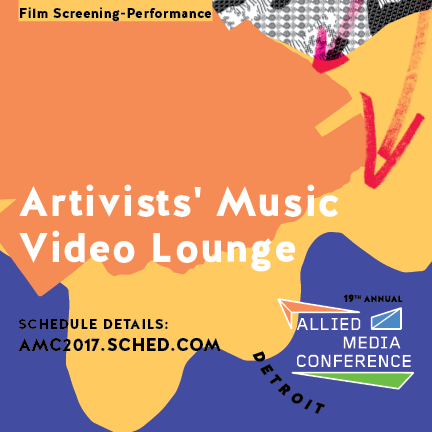 Film Screening-Performance
Artivists' Music
Video Lounge
SCHEDULE DETAILS:
AMC2017.SCHED.COM
19TH ANNUAL
ALLIED
MEDIA
CONFERENCE
DETROIT